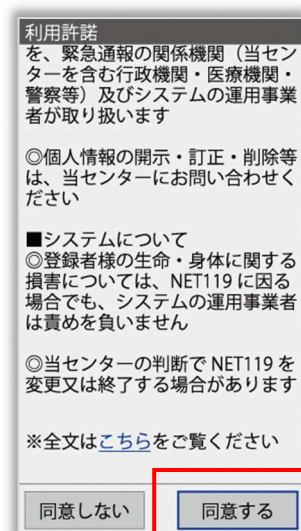 利用許諾
を、緊急通報の関係機関（当セン
ターを含む行政機関・医療機関・
警察等）及びシステムの運用事業
者が取り扱います
◎個人情報の開示・訂正・削除等
は、当センターにお問い合わせく
ださい
■システムについて
◎登録者様の生命・身体に関する
損害については、NET119 に因る
場合でも、システムの運用事業者
は責めを負いません
◎当センターの判断で NET119 を
変更又は終了する場合があります
※全文はこちらをご覧ください
同意しない 同意する